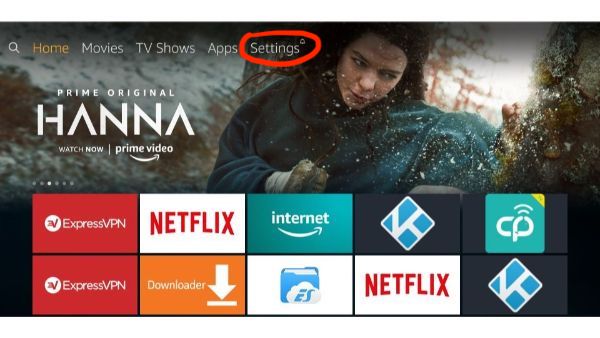 Home Movies TV Shows Apps Settings
PRIME ORIGINAL
HANNA
WATCH NOW | prime video
ExpressVPN NETFLIX internet cp
ExpressVPN Downloader ES NETFLIX